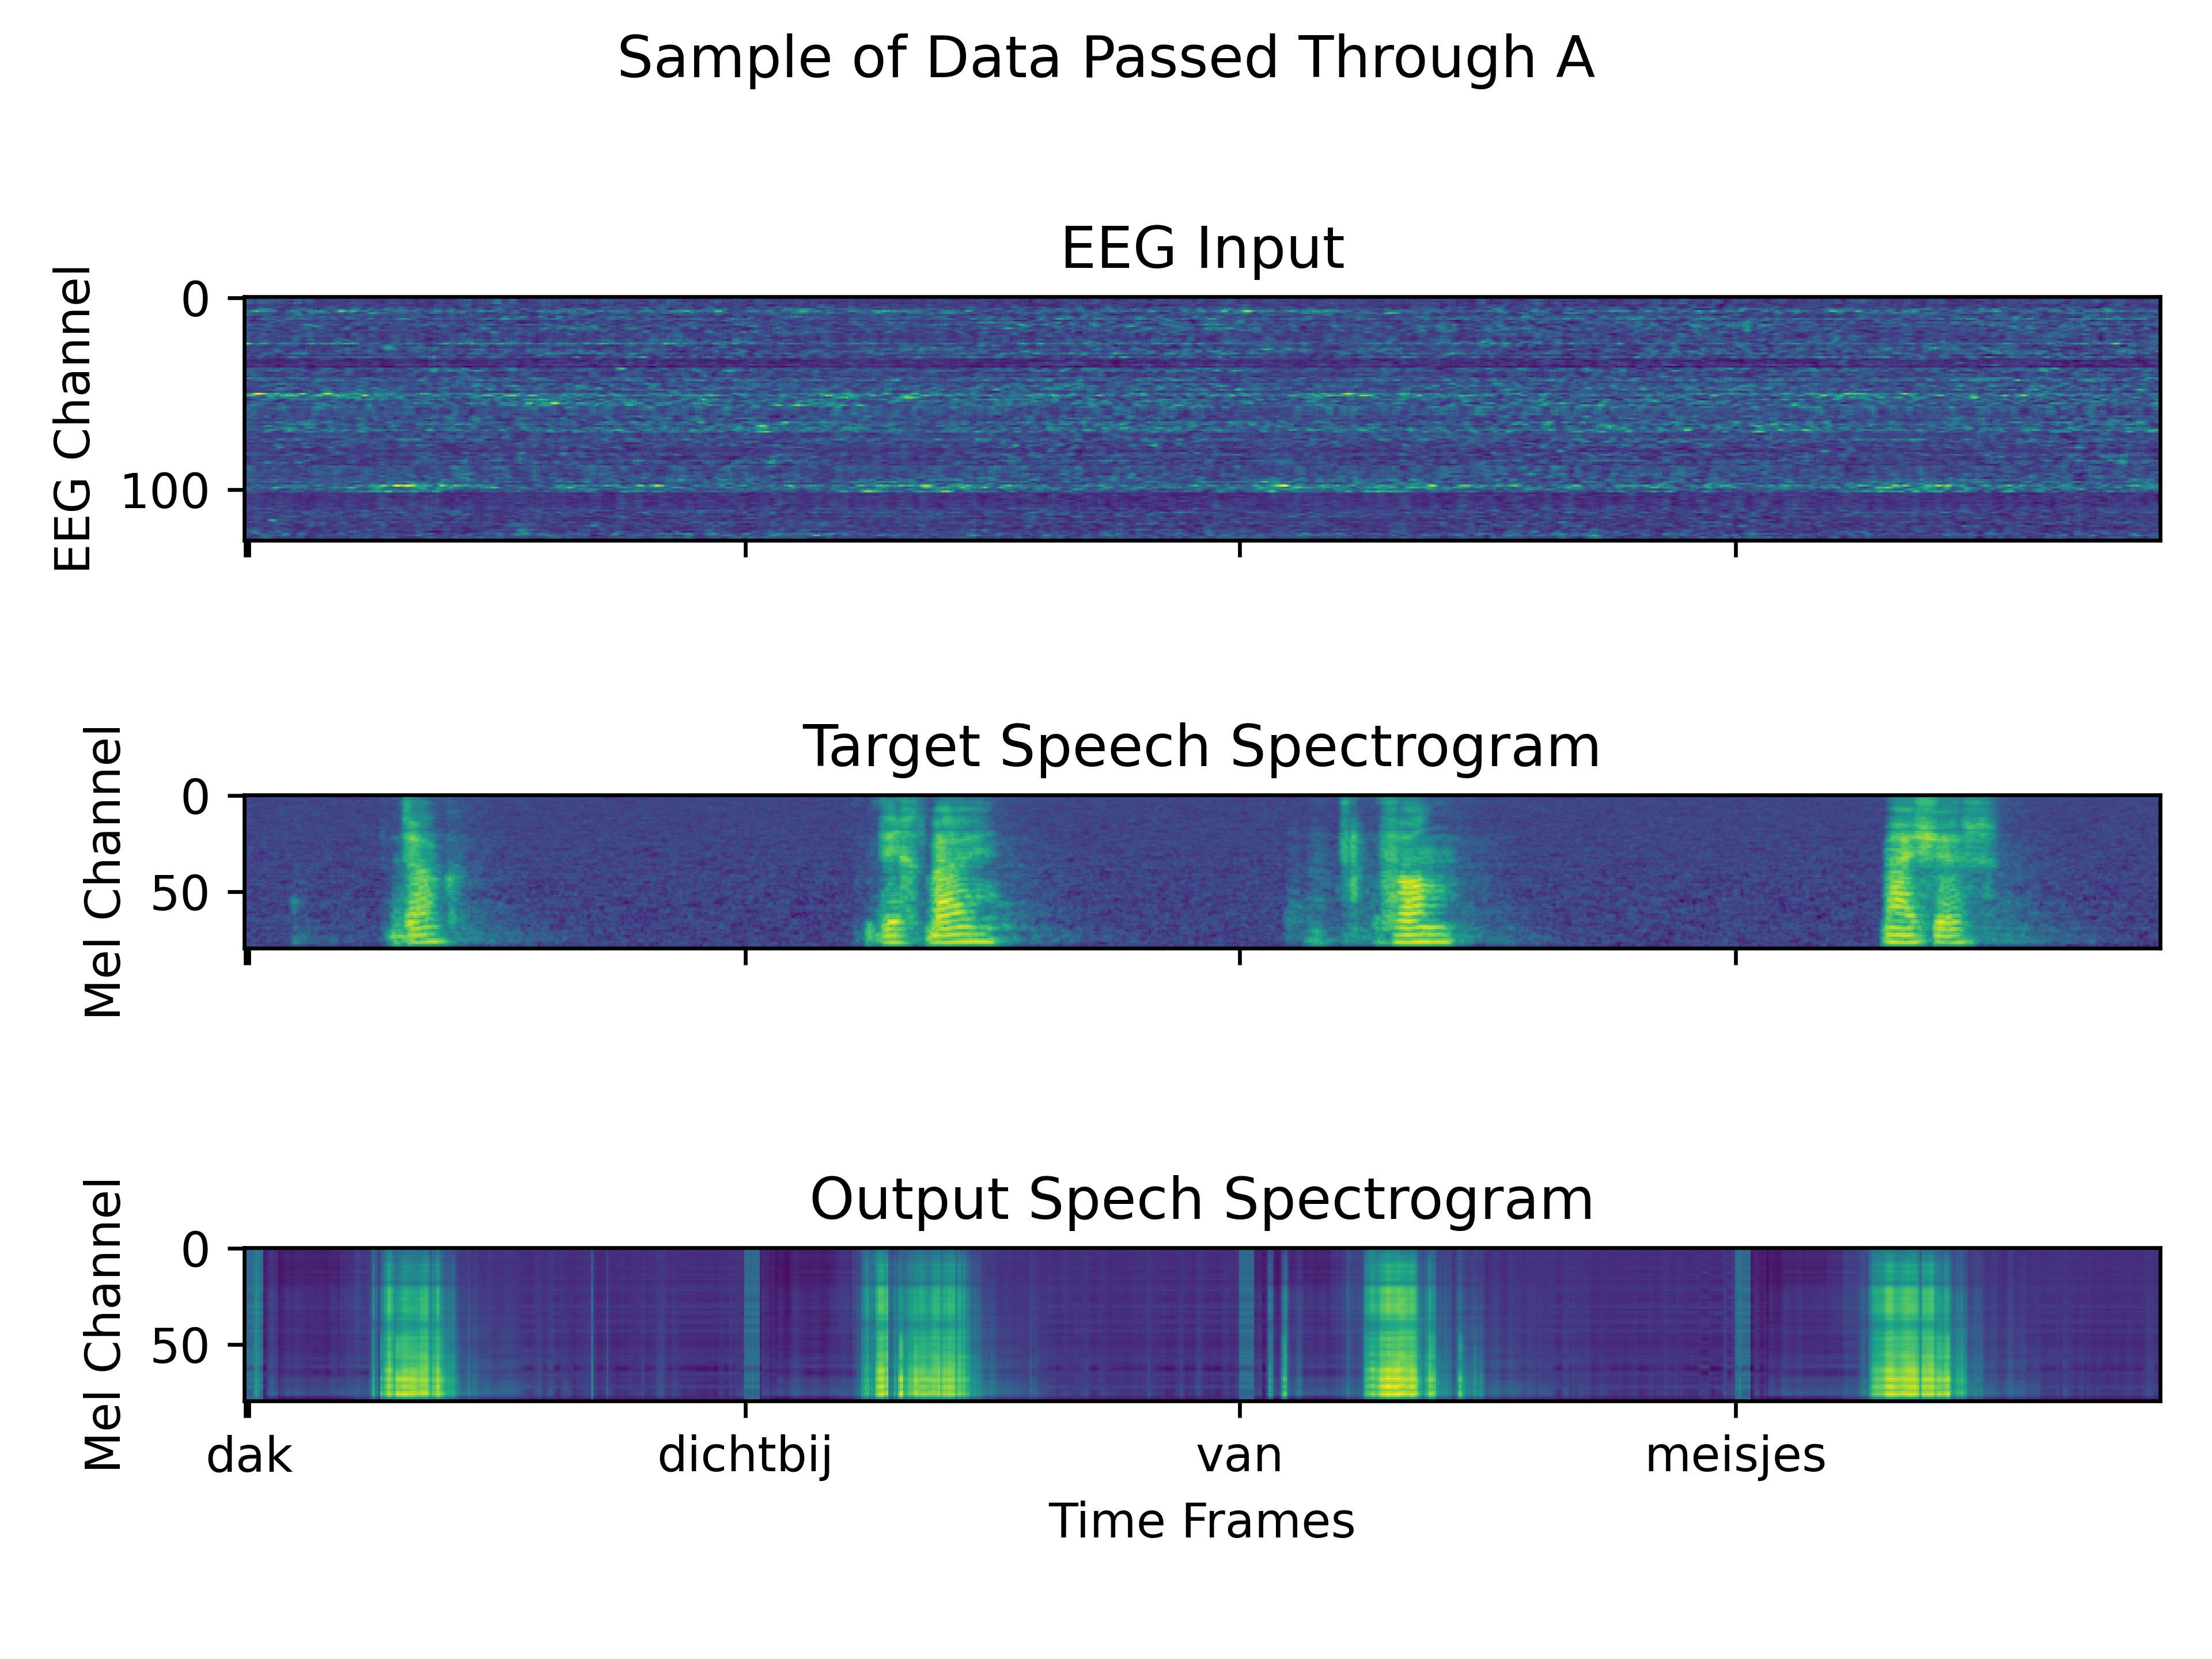 Sample of Data Passed Through A
EEG Input
EEG Channel
0
100
Target Speech Spectrogram
Mel Channel
0
50
Output Spech Spectrogram
Mel Channel
0
50
dak dichtbij van meisjes
Time Frames